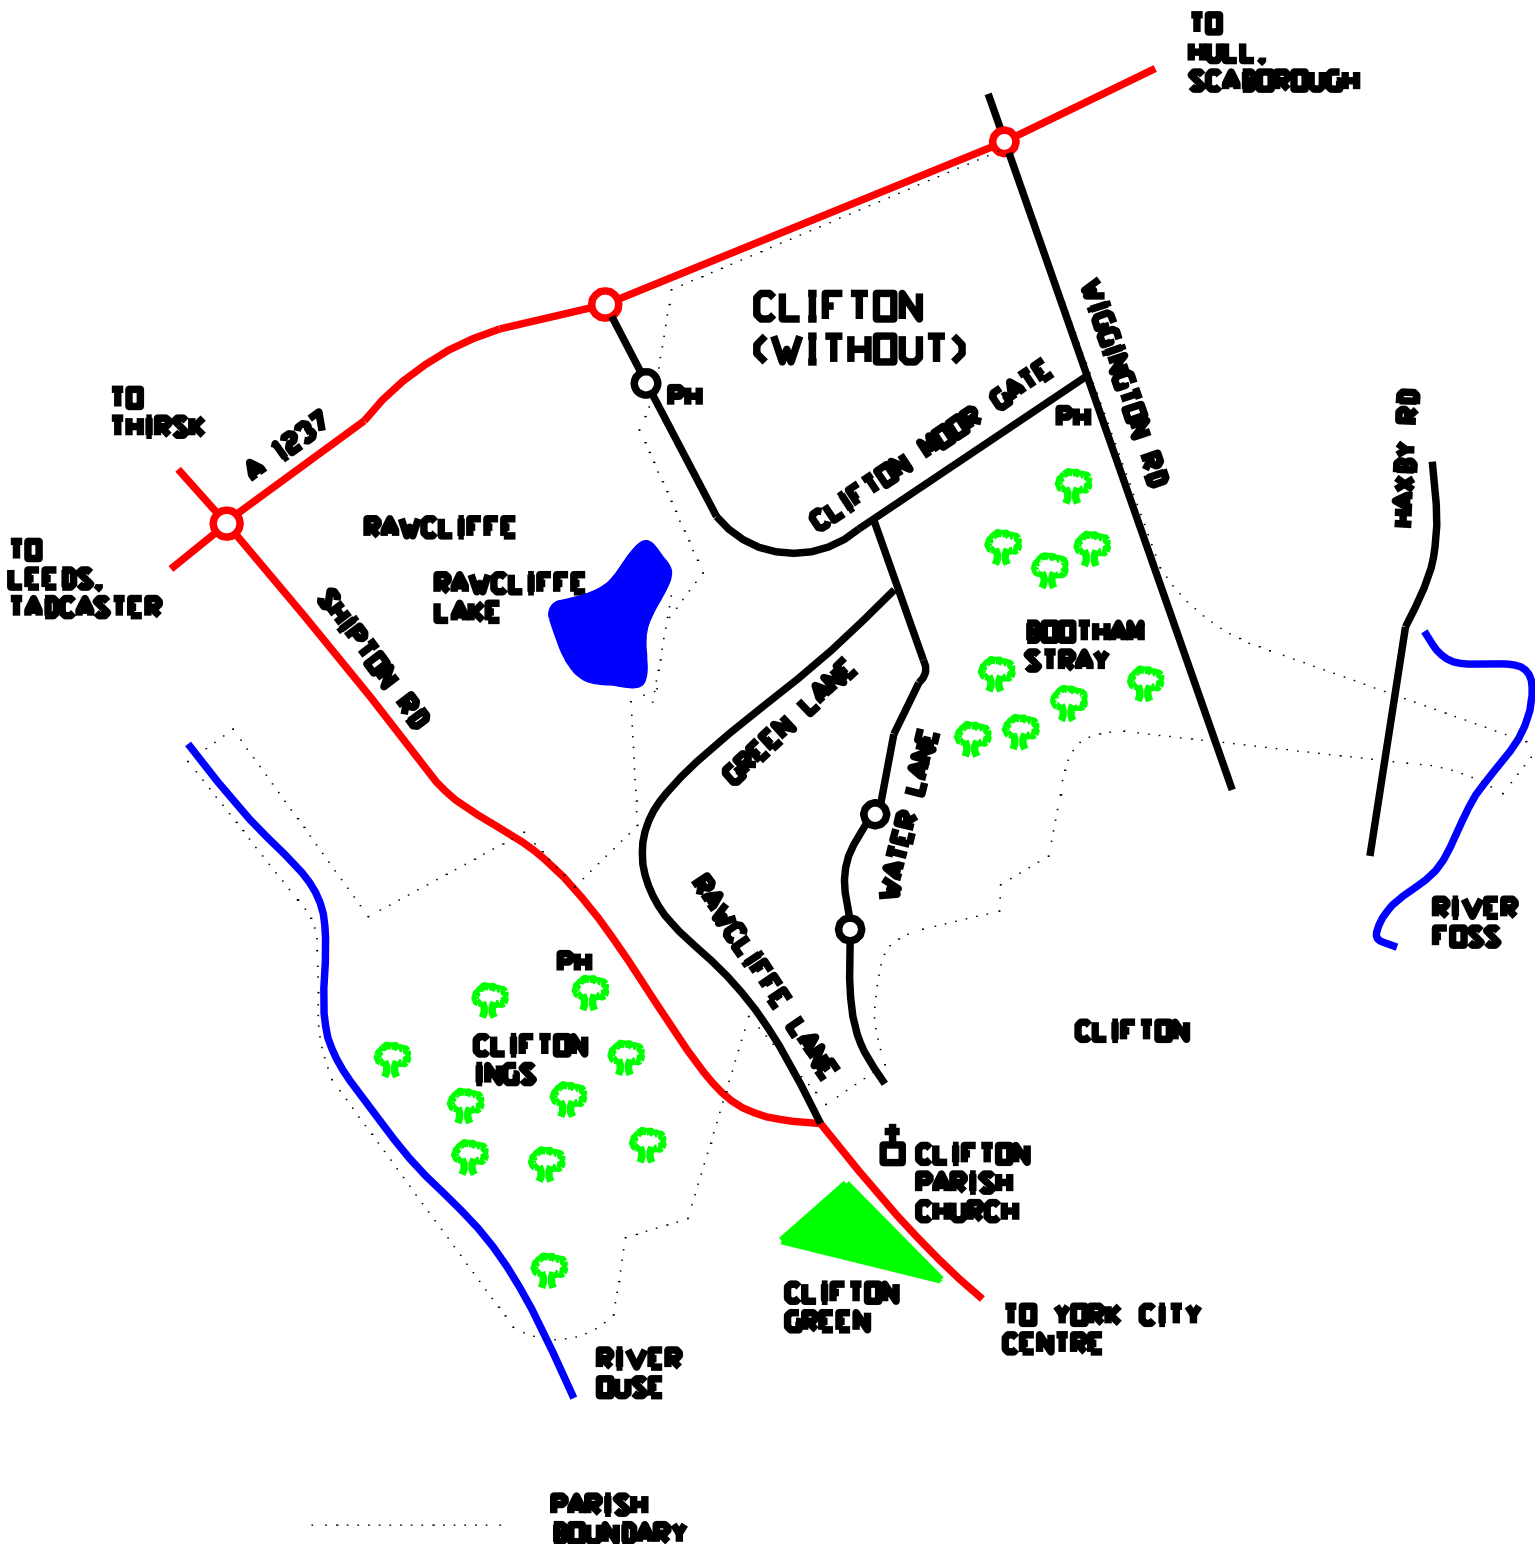 TO
HULL,
SCABOROUGH
CLIFTON
(WITHOUT)
WIGGINGTON RD
PH
CLIFTON MOOR GATE
PH
TO
THIRSK
A 1237
HAXBY RD
RAWCLIFFE
TO
LEEDS,
TADCASTER
RAWCLIFFE
LAKE
SHIPTON RD
BOOTHAM
STRAY
GREEN LANE
WATER LANE
RAWCLIFFE LANE
RIVER
FOSS
PH
CLIFTON
INGS
CLIFTON
CLIFTON
PARISH
CHURCH
CLIFTON
GREEN
TO YORK CITY
CENTRE
RIVER
OUSE
PARISH
BOUNDARY